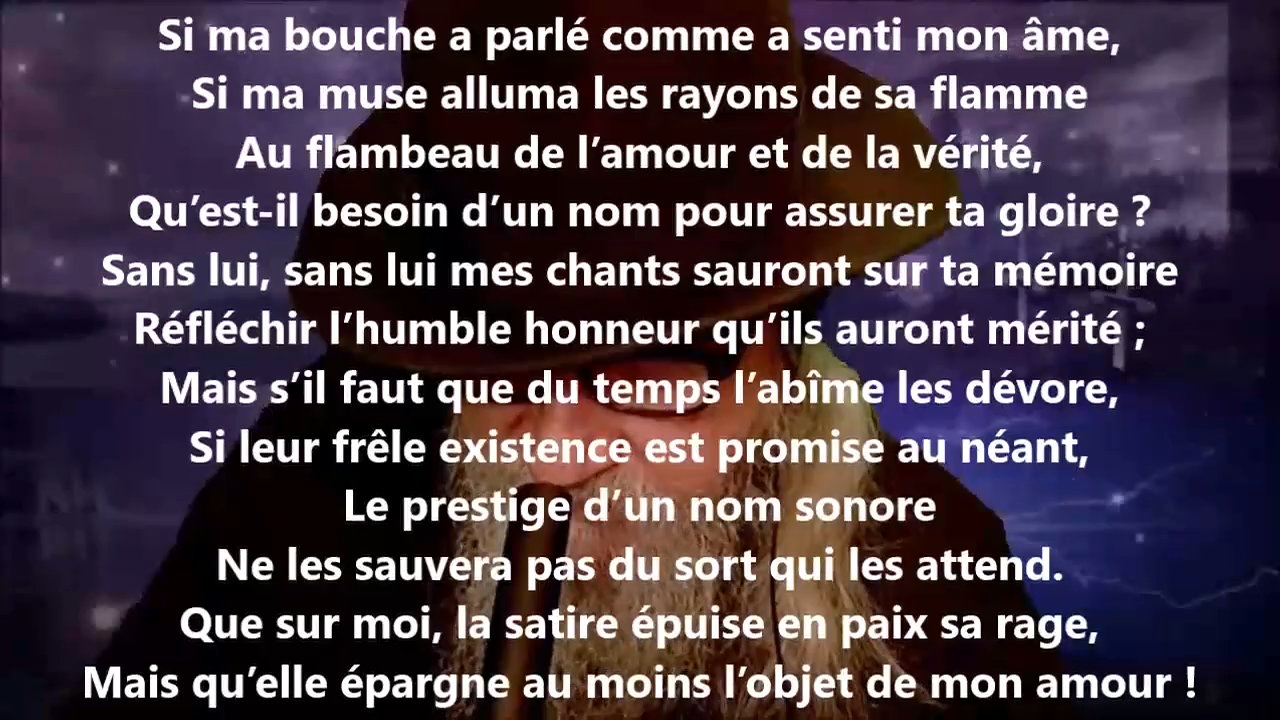 Si ma bouche a parlé comme a senti mon âme,
Si ma muse alluma les rayons de sa flamme
Au flambeau de l’amour et de la vérité,
Qu’est-il besoin d’un nom pour assurer ta gloire ?
Sans lui, sans lui mes chants sauront sur ta mémoire
Réfléchir l’humble honneur qu’ils auront mérité ;
Mais s’il faut que du temps l’abîme les dévore,
Si leur frêle existence est promise au néant,
Le prestige d’un nom sonore
Ne les sauvera pas du sort qui les attend.
Que sur moi, la satire épuise en paix sa rage,
Mais qu’elle épargne au moins l’objet de mon amour !